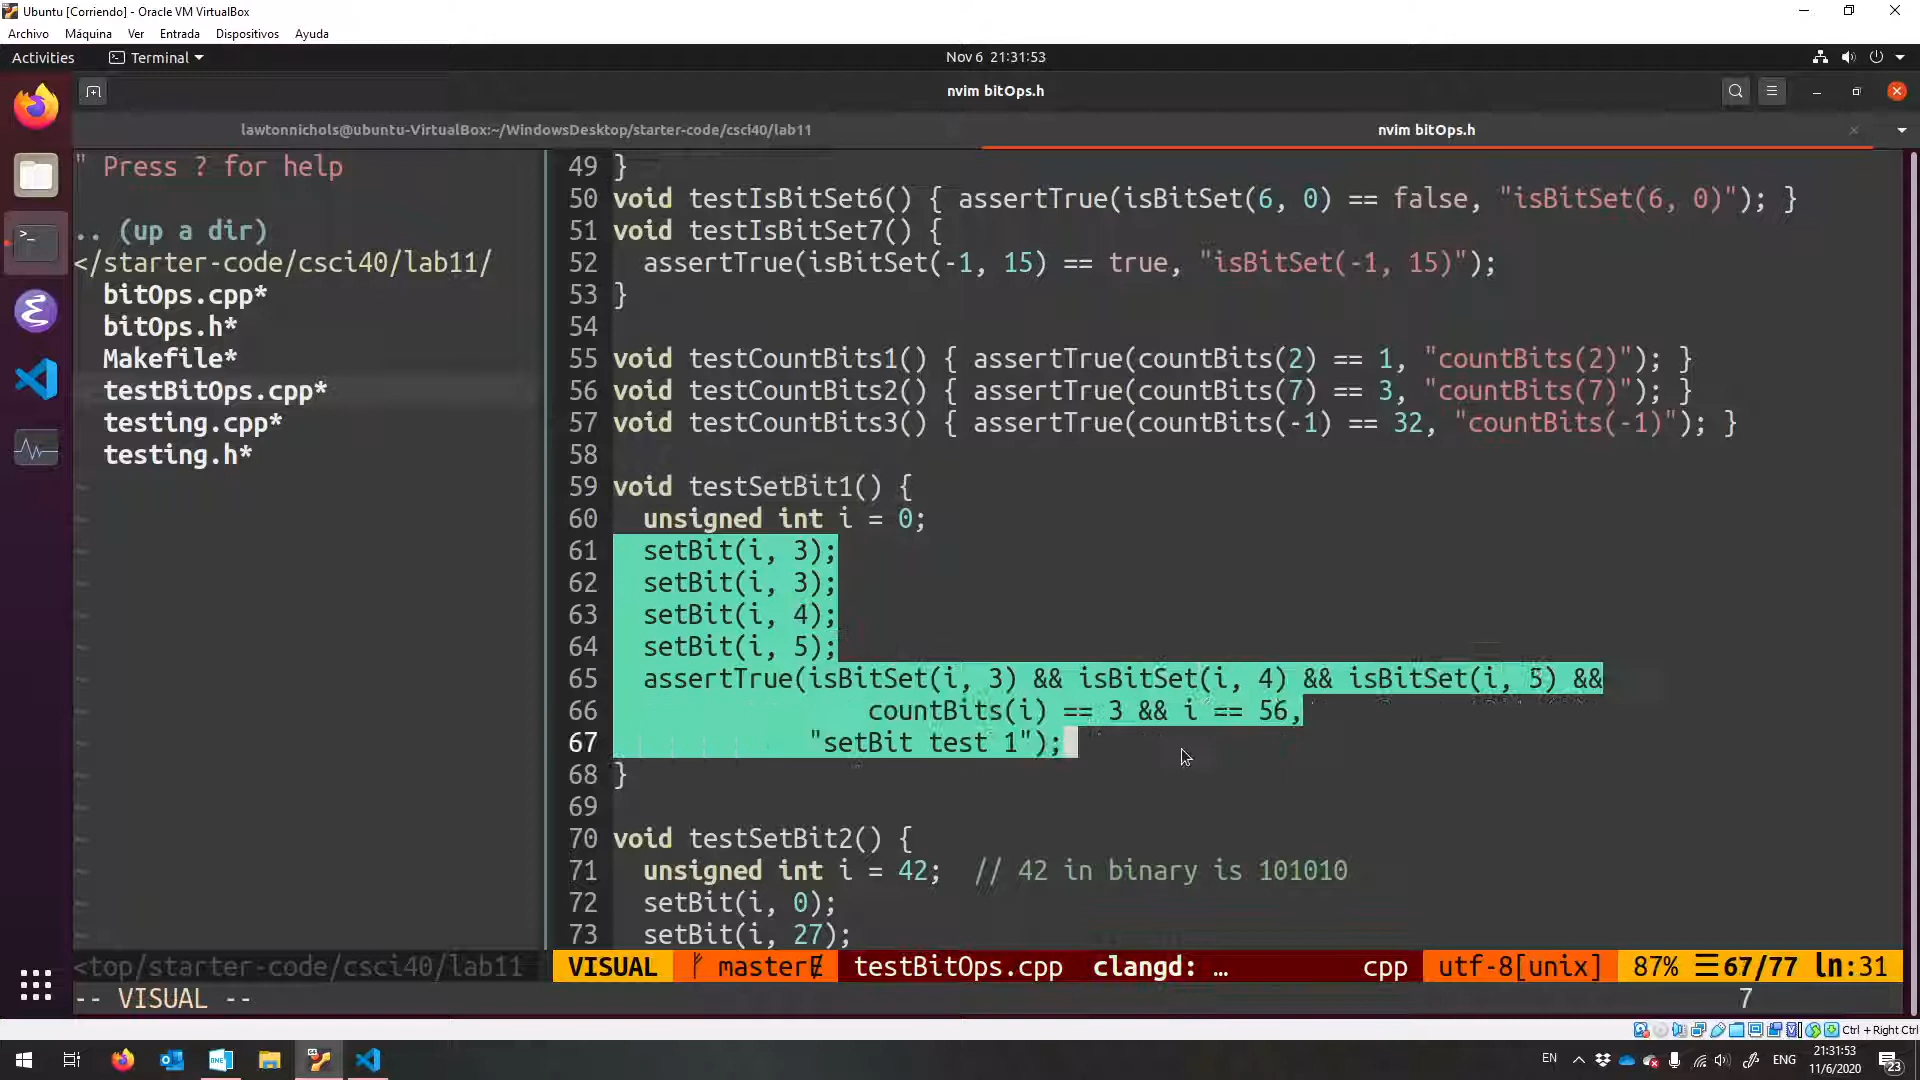 Ubuntu [Corriendo] - Oracle VM VirtualBox
Archivo Máquina Ver Entrada Dispositivos Ayuda
Activities Terminal Nov 6 21:31:53
nvim bitOps.h
lawtonnichols@ubuntu-VirtualBox:~/WindowsDesktop/starter-code/csci40/lab11 nvim bitOps.h
" Press ? for help
.. (up a dir)
</starter-code/csci40/lab11/
bitOps.cpp*
bitOps.h*
Makefile*
testBitOps.cpp*
testing.cpp*
testing.h*
49 }
50 void testIsBitSet6() { assertTrue(isBitSet(6, 0) == false, "isBitSet(6, 0)"); }
51 void testIsBitSet7() {
52 assertTrue(isBitSet(-1, 15) == true, "isBitSet(-1, 15)");
53 }
54
55 void testCountBits1() { assertTrue(countBits(2) == 1, "countBits(2)"); }
56 void testCountBits2() { assertTrue(countBits(7) == 3, "countBits(7)"); }
57 void testCountBits3() { assertTrue(countBits(-1) == 32, "countBits(-1)"); }
58
59 void testSetBit1() {
60 unsigned int i = 0;
61 setBit(i, 3);
62 setBit(i, 3);
63 setBit(i, 4);
64 setBit(i, 5);
65 assertTrue(isBitSet(i, 3) && isBitSet(i, 4) && isBitSet(i, 5) &&
66 countBits(i) == 3 && i == 56,
67 "setBit test 1");
68 }
69
70 void testSetBit2() {
71 unsigned int i = 42; // 42 in binary is 101010
72 setBit(i, 0);
73 setBit(i, 27);
<top/starter-code/csci40/lab11 VISUAL master testBitOps.cpp clangd: … cpp utf-8[unix] 87% ☰67/77 ln:31
-- VISUAL -- 7
Ctrl + Right Ctrl
EN ENG 21:31:53
11/6/2020 23